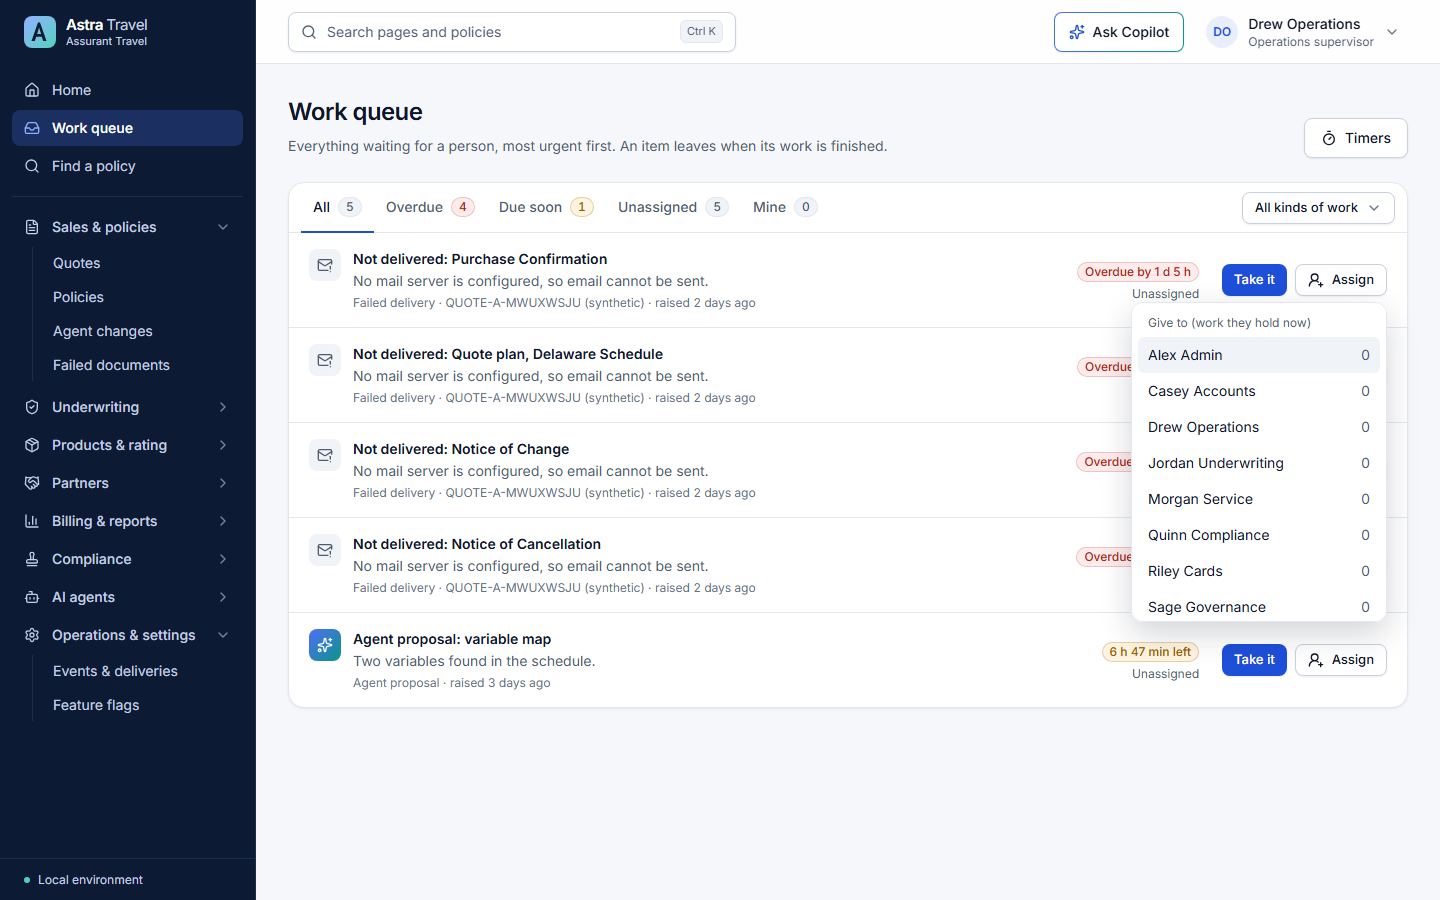 Astra Travel
Assurant Travel
Search pages and policies
Ctrl K
Ask Copilot
DO
Drew Operations
Operations supervisor
Home
Work queue
Find a policy
Sales & policies
Quotes
Policies
Agent changes
Failed documents
Underwriting
Products & rating
Partners
Billing & reports
Compliance
AI agents
Operations & settings
Events & deliveries
Feature flags
Local environment
Work queue
Everything waiting for a person, most urgent first. An item leaves when its work is finished.
Timers
All 5
Overdue 4
Due soon 1
Unassigned 5
Mine 0
All kinds of work
Not delivered: Purchase Confirmation
No mail server is configured, so email cannot be sent.
Failed delivery · QUOTE-A-MWUXWSJU (synthetic) · raised 2 days ago
Overdue by 1 d 5 h
Unassigned
Take it
Assign
Not delivered: Quote plan, Delaware Schedule
No mail server is configured, so email cannot be sent.
Failed delivery · QUOTE-A-MWUXWSJU (synthetic) · raised 2 days ago
Overdue
Not delivered: Notice of Change
No mail server is configured, so email cannot be sent.
Failed delivery · QUOTE-A-MWUXWSJU (synthetic) · raised 2 days ago
Overdue
Not delivered: Notice of Cancellation
No mail server is configured, so email cannot be sent.
Failed delivery · QUOTE-A-MWUXWSJU (synthetic) · raised 2 days ago
Overdue
Give to (work they hold now)
Alex Admin 0
Casey Accounts 0
Drew Operations 0
Jordan Underwriting 0
Morgan Service 0
Quinn Compliance 0
Riley Cards 0
Sage Governance 0
Agent proposal: variable map
Two variables found in the schedule.
Agent proposal · raised 3 days ago
6 h 47 min left
Unassigned
Take it
Assign